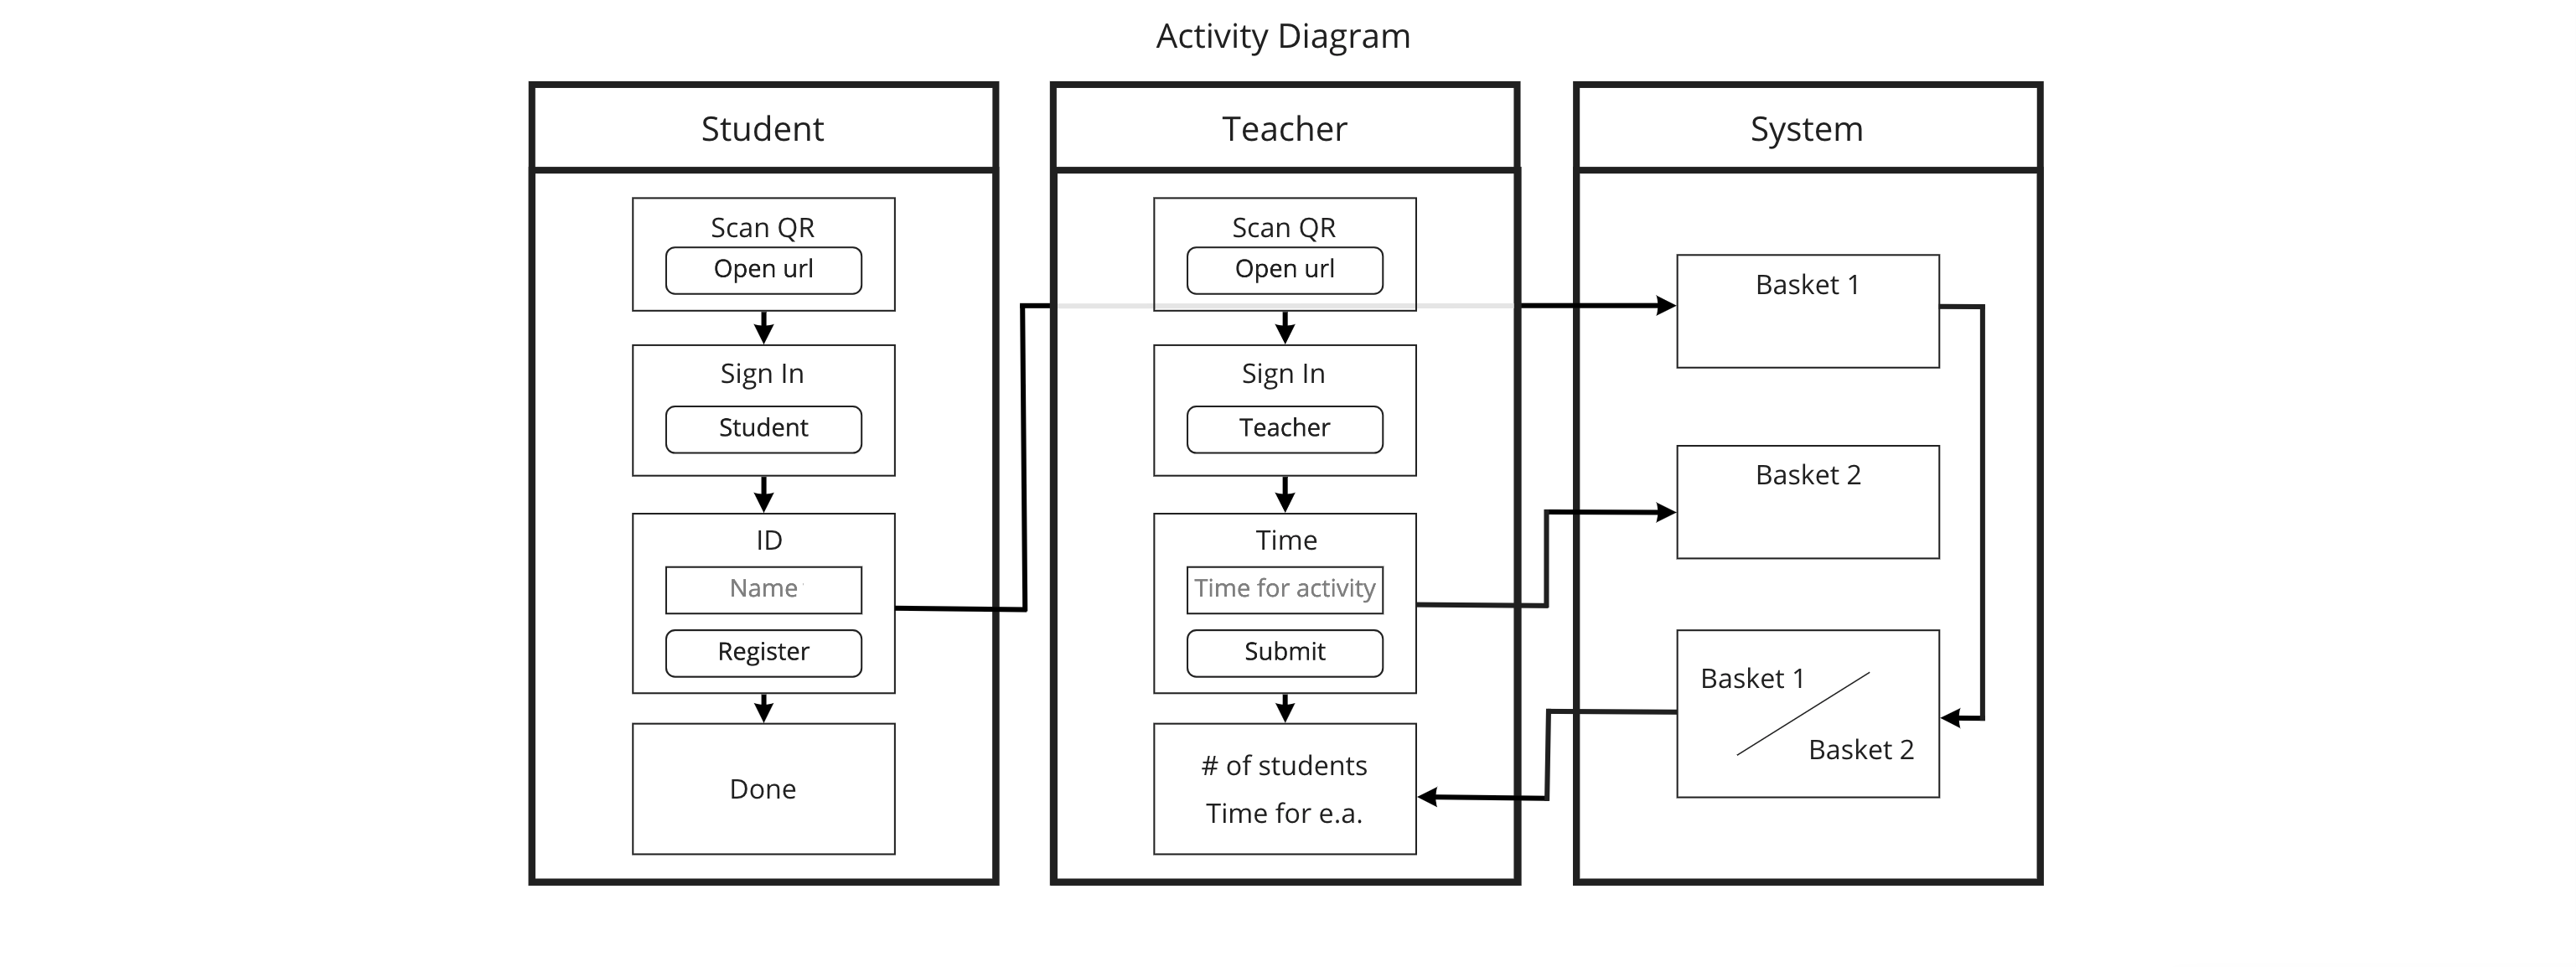 Activity Diagram
Student
Scan QR
Open url
Sign In
Student
ID
Name
Register
Done
Teacher
Scan QR
Open url
Sign In
Teacher
Time
Time for activity
Submit
# of students
Time for e.a.
System
Basket 1
Basket 2
Basket 1
Basket 2